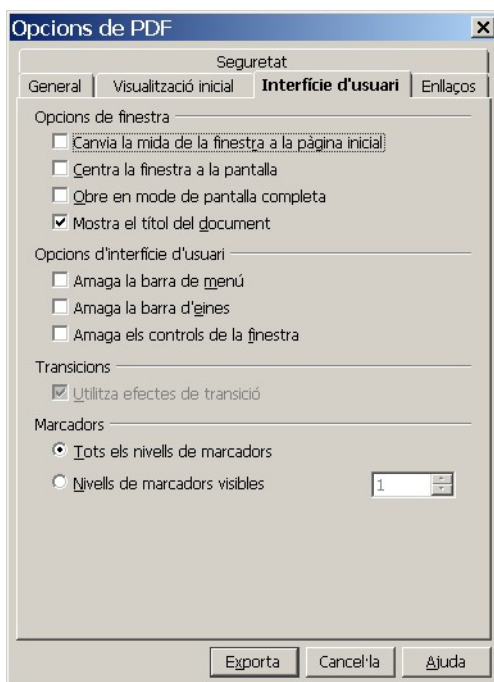 Opcions de PDF
Seguretat
General Visualització inicial Interfície d'usuari Enllaços
Opcions de finestra
Canvia la mida de la finestra a la pàgina inicial
Centra la finestra a la pantalla
Obre en mode de pantalla completa
Mostra el títol del document
Opcions d'interfície d'usuari
Amaga la barra de menú
Amaga la barra d'eines
Amaga els controls de la finestra
Transicions
Utilitza efectes de transició
Marcadors
Tots els nivells de marcadors
Nivells de marcadors visibles 1
Exporta Cancel·la Ajuda